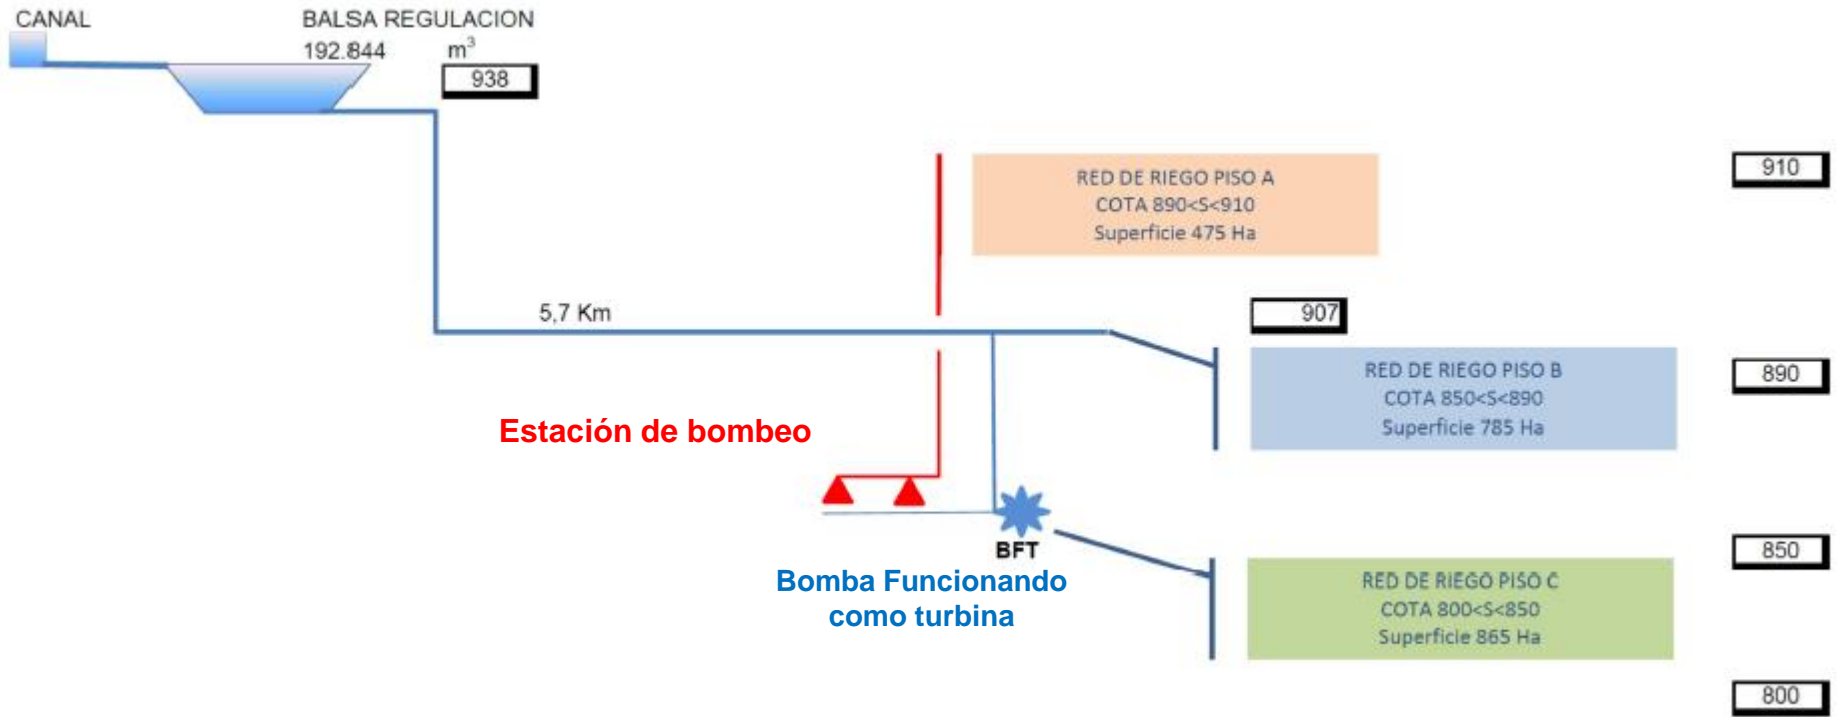 CANAL
BALSA REGULACION
192.844 m³
938
RED DE RIEGO PISO A
COTA 890<S<910
Superficie 475 Ha
910
5,7 Km
907
RED DE RIEGO PISO B
COTA 850<S<890
Superficie 785 Ha
890
Estación de bombeo
BFT
Bomba Funcionando
como turbina
850
RED DE RIEGO PISO C
COTA 800<S<850
Superficie 865 Ha
800